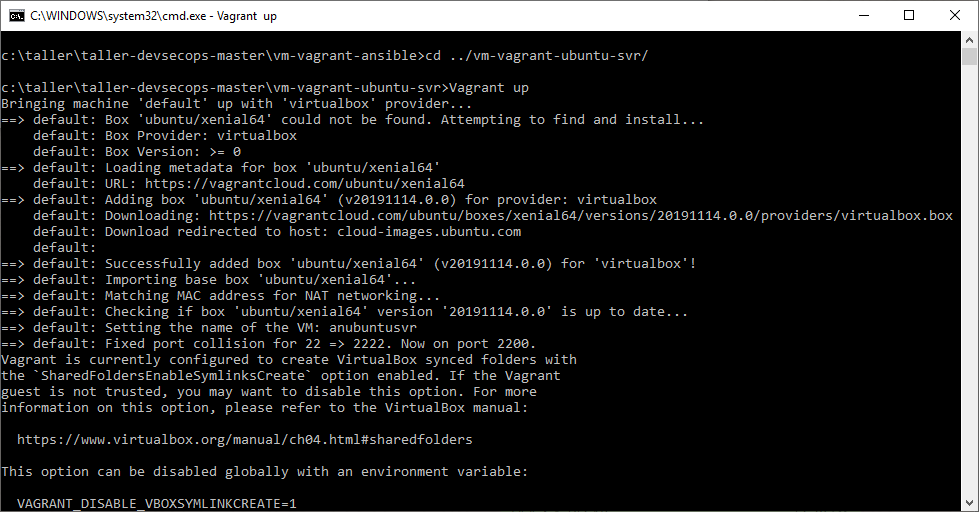 C:\WINDOWS\system32\cmd.exe - Vagrant  up
c:\taller\taller-devsecops-master\vm-vagrant-ansible>cd ../vm-vagrant-ubuntu-svr/
c:\taller\taller-devsecops-master\vm-vagrant-ubuntu-svr>Vagrant up
Bringing machine 'default' up with 'virtualbox' provider...
==> default: Box 'ubuntu/xenial64' could not be found. Attempting to find and install...
    default: Box Provider: virtualbox
    default: Box Version: >= 0
==> default: Loading metadata for box 'ubuntu/xenial64'
    default: URL: https://vagrantcloud.com/ubuntu/xenial64
==> default: Adding box 'ubuntu/xenial64' (v20191114.0.0) for provider: virtualbox
    default: Downloading: https://vagrantcloud.com/ubuntu/boxes/xenial64/versions/20191114.0.0/providers/virtualbox.box
    default: Download redirected to host: cloud-images.ubuntu.com
    default:
==> default: Successfully added box 'ubuntu/xenial64' (v20191114.0.0) for 'virtualbox'!
==> default: Importing base box 'ubuntu/xenial64'...
==> default: Matching MAC address for NAT networking...
==> default: Checking if box 'ubuntu/xenial64' version '20191114.0.0' is up to date...
==> default: Setting the name of the VM: anubuntusvr
==> default: Fixed port collision for 22 => 2222. Now on port 2200.
Vagrant is currently configured to create VirtualBox synced folders with
the `SharedFoldersEnableSymlinksCreate` option enabled. If the Vagrant
guest is not trusted, you may want to disable this option. For more
information on this option, please refer to the VirtualBox manual:
  https://www.virtualbox.org/manual/ch04.html#sharedfolders
This option can be disabled globally with an environment variable:
  VAGRANT_DISABLE_VBOXSYMLINKCREATE=1